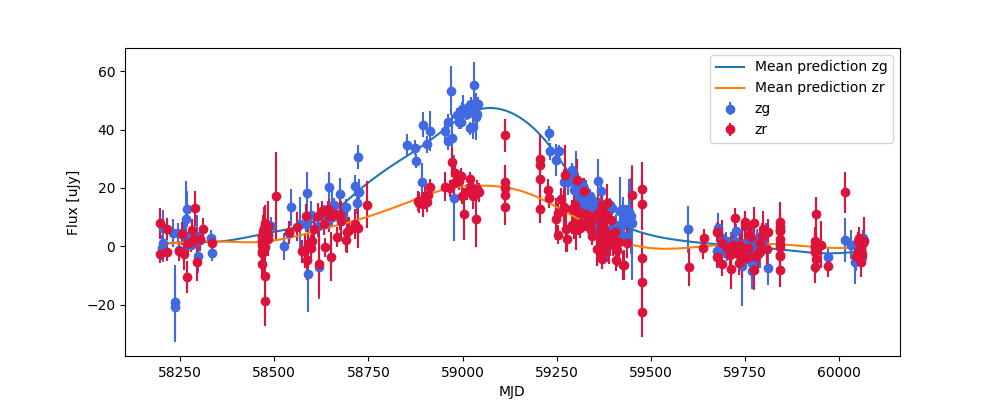 60
40
20
0
−20
Flux [uJy]
58250 58500 58750 59000 59250 59500 59750 60000
MJD
Mean prediction zg
Mean prediction zr
zg
zr